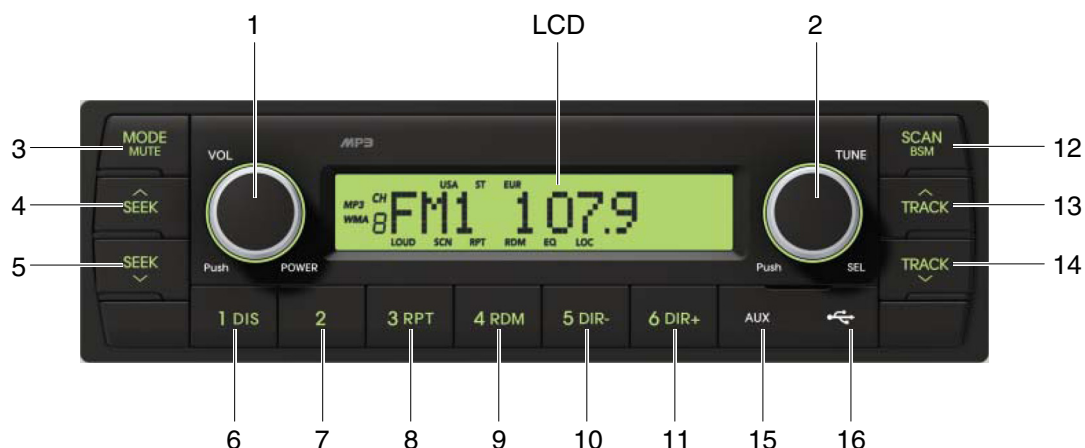 1 LCD 2
3 MODE MUTE
VOL
MP3
TUNE
SCAN BSM 12
4 SEEK
USA ST EUR
MP3 WMA CH 8 FM1 107.9
LOUD SCN RPT RDM EQ LOC
TRACK 13
5 SEEK
Push POWER
Push SEL
TRACK 14
1 DIS 2 3 RPT 4 RDM 5 DIR- 6 DIR+ AUX
6 7 8 9 10 11 15 16